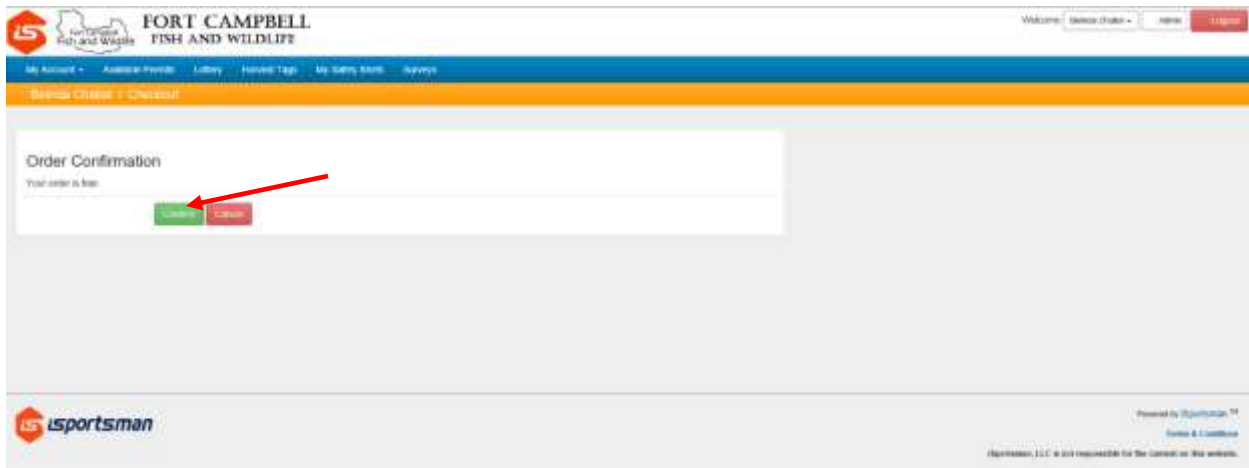 Fort Campbell
Fish and Wildlife
FORT CAMPBELL
FISH AND WILDLIFE
Welcome
Admin
Logout
My Account
Available Permits
Lottery
Harvest Tags
My Safety Briefs
Surveys
Checkout
Order Confirmation
Your order is free.
Confirm
Cancel
isportsman
Powered by iSportsman ™
Terms & Conditions
iSportsman, LLC is not responsible for the content on this website.